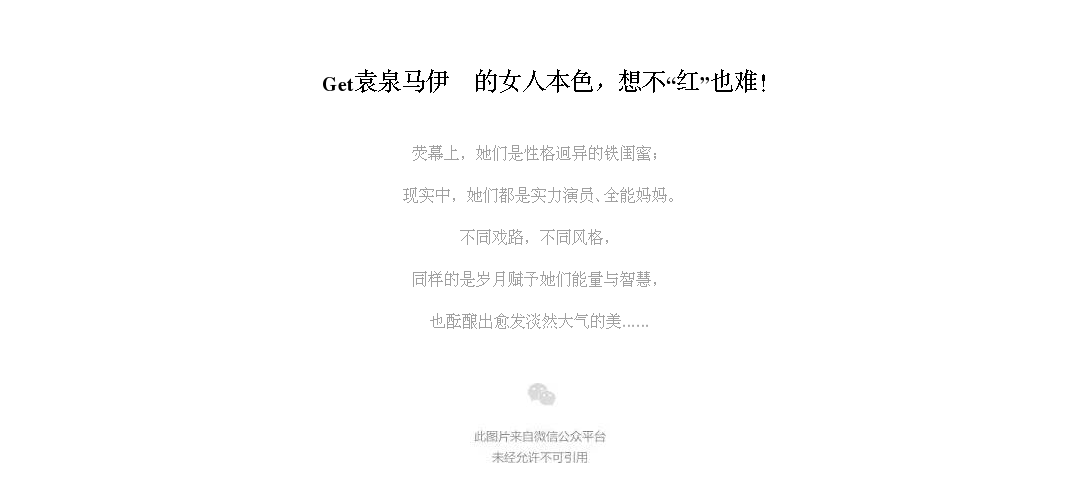 Get袁泉马伊　的女人本色，想不“红”也难！
荧幕上，她们是性格迥异的铁闺蜜；
现实中，她们都是实力演员、全能妈妈。
不同戏路，不同风格，
同样的是岁月赋予她们能量与智慧，
也酝酿出愈发淡然大气的美……
此图片来自微信公众平台
未经允许不可引用